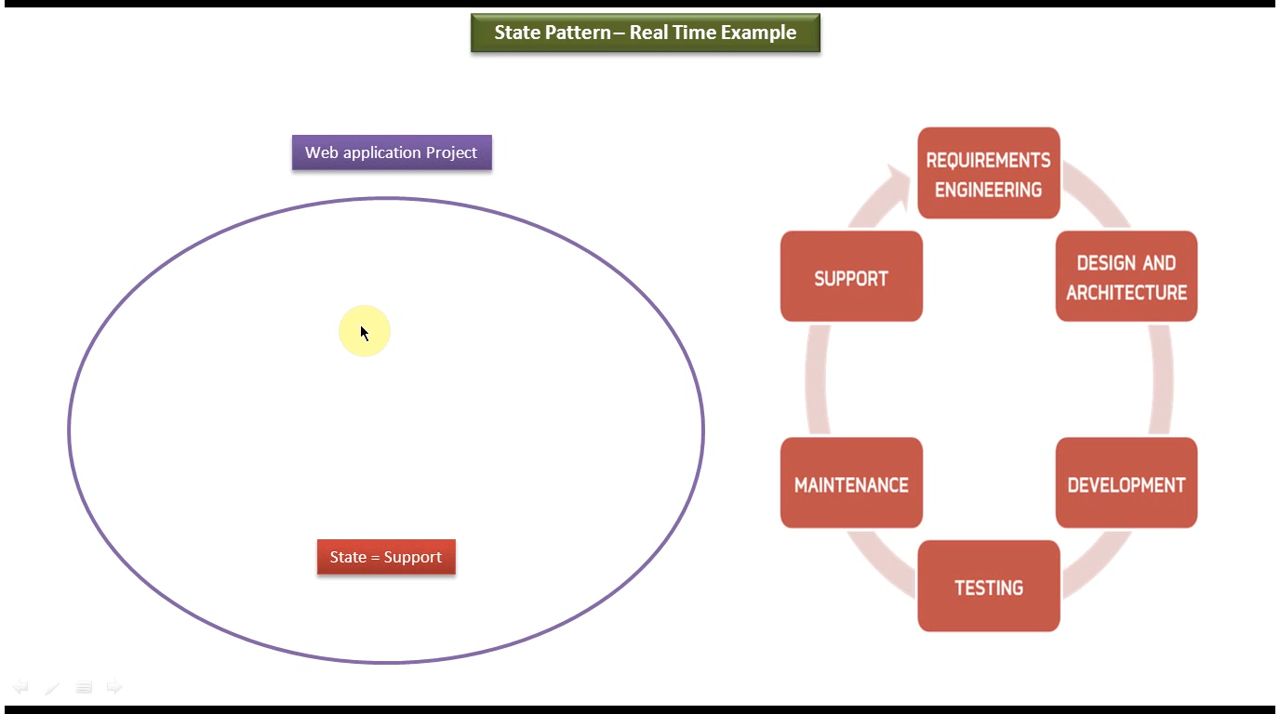 State Pattern – Real Time Example
Web application Project
State = Support
REQUIREMENTS
ENGINEERING
DESIGN AND
ARCHITECTURE
DEVELOPMENT
TESTING
MAINTENANCE
SUPPORT